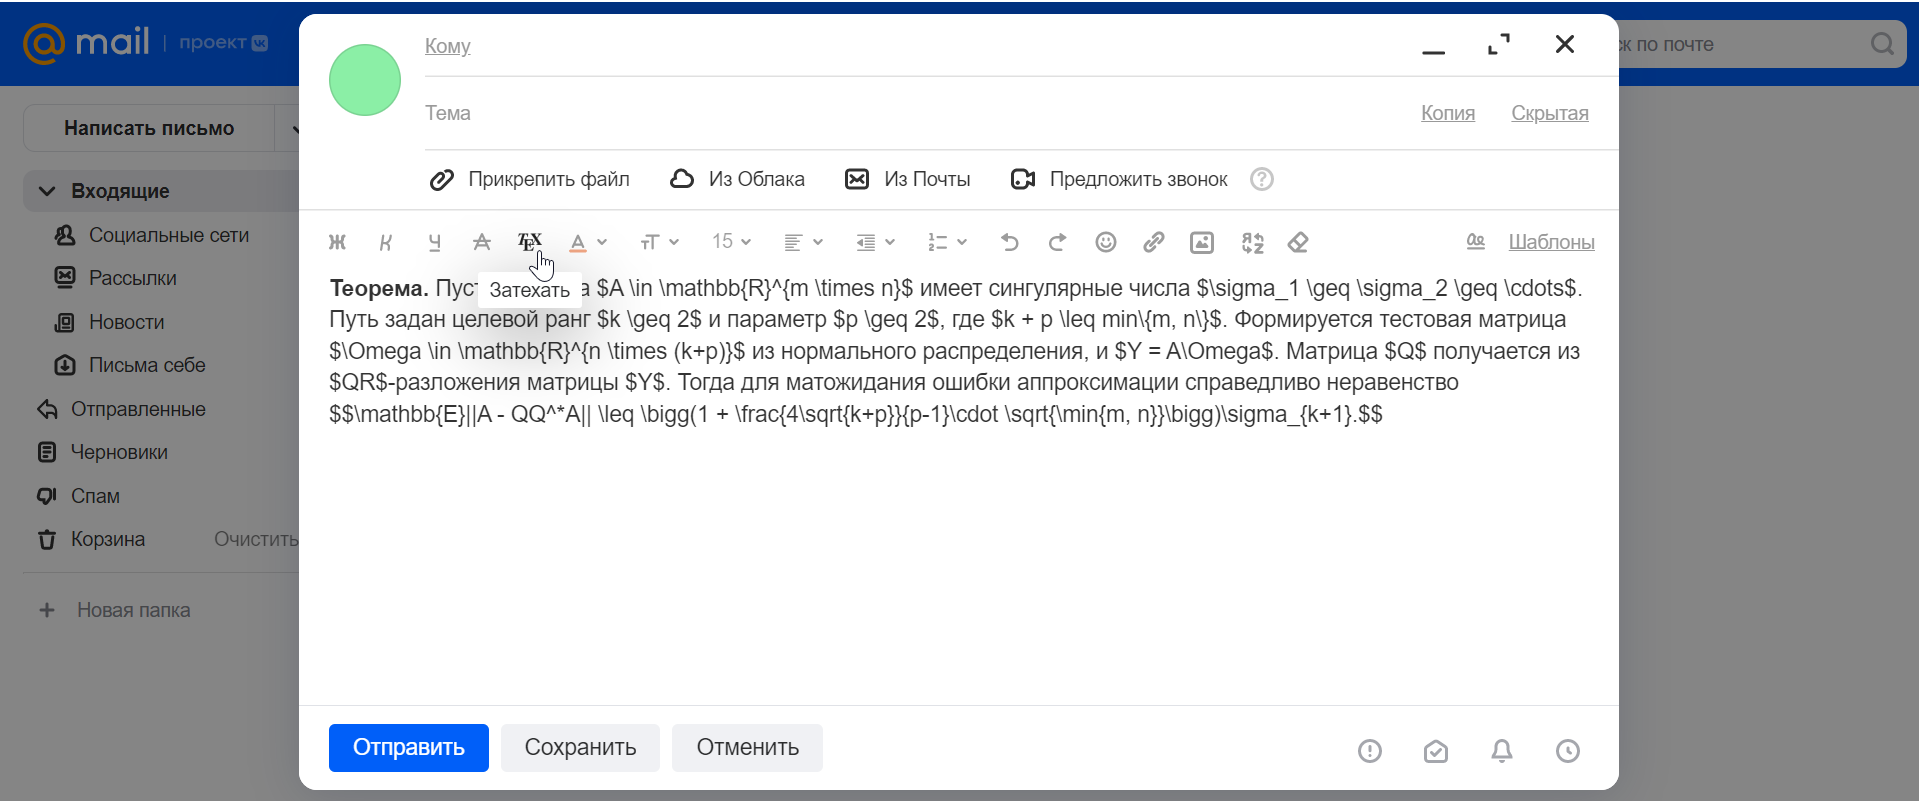 mail | проект
Кому
ск по почте
Написать письмо
Тема
Копия Скрытая
Входящие
Прикрепить файл Из Облака Из Почты Предложить звонок ?
Социальные сети
Рассылки
Новости
Письма себе
Отправленные
Черновики
Спам
Корзина Очистить
Новая папка
Ж К Ч А TEX А тТ 15 Шаблоны
Затехать
Теорема. Пус а $A \in \mathbb{R}^{m \times n}$ имеет сингулярные числа $\sigma_1 \geq \sigma_2 \geq \cdots$.
Путь задан целевой ранг $k \geq 2$ и параметр $p \geq 2$, где $k + p \leq min\{m, n\}$. Формируется тестовая матрица
$\Omega \in \mathbb{R}^{n \times (k+p)}$ из нормального распределения, и $Y = A\Omega$. Матрица $Q$ получается из
$QR$-разложения матрицы $Y$. Тогда для матожидания ошибки аппроксимации справедливо неравенство
$$\mathbb{E}||A - QQ^*A|| \leq \bigg(1 + \frac{4\sqrt{k+p}}{p-1}\cdot \sqrt{\min{m, n}}\bigg)\sigma_{k+1}.$$
Отправить Сохранить Отменить